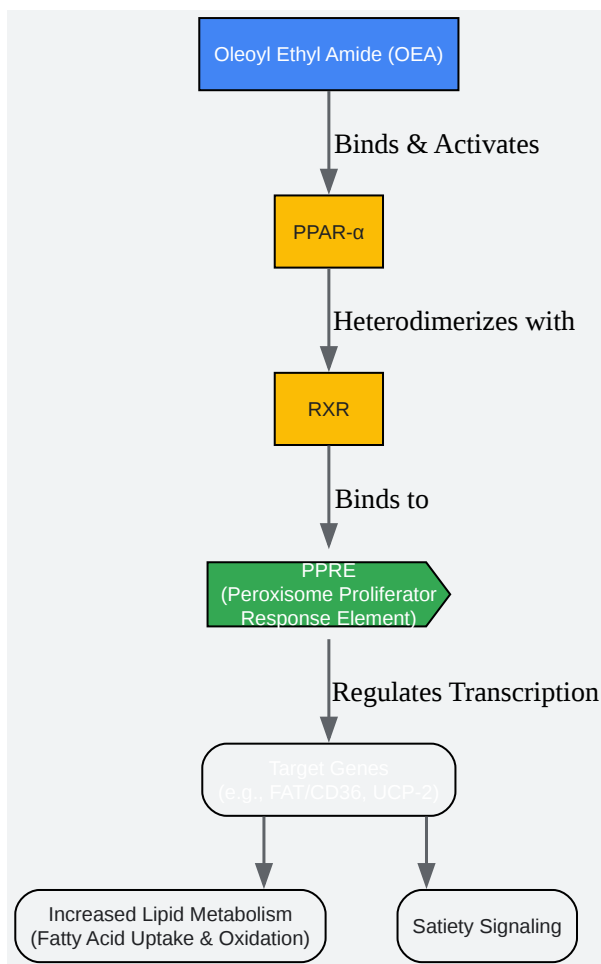 Oleoyl Ethyl Amide (OEA)
Binds & Activates
PPAR-α
Heterodimerizes with
RXR
Binds to
PPRE
(Peroxisome Proliferator
Response Element)
Regulates Transcription
Target Genes
(e.g., FAT/CD36, UCP-2)
Increased Lipid Metabolism
(Fatty Acid Uptake & Oxidation)
Satiety Signaling